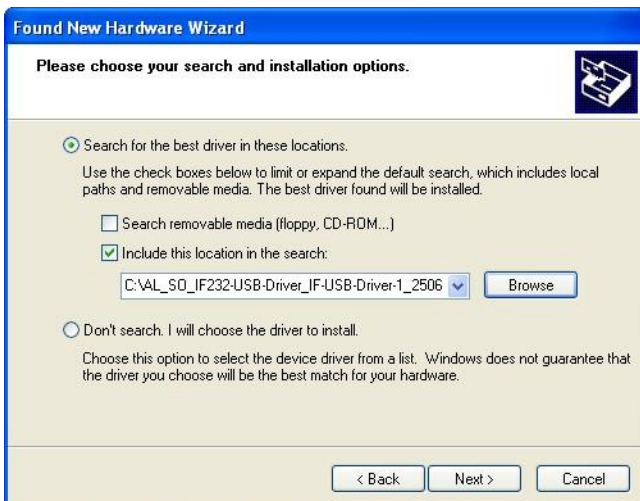 Found New Hardware Wizard
Please choose your search and installation options.
Search for the best driver in these locations.
Use the check boxes below to limit or expand the default search, which includes local
paths and removable media. The best driver found will be installed.
Search removable media (floppy, CD-ROM...)
Include this location in the search:
C:\AL_SO_IF232-USB-Driver_IF-USB-Driver-1_2506
Browse
Don't search. I will choose the driver to install.
Choose this option to select the device driver from a list. Windows does not guarantee that
the driver you choose will be the best match for your hardware.
< Back Next > Cancel